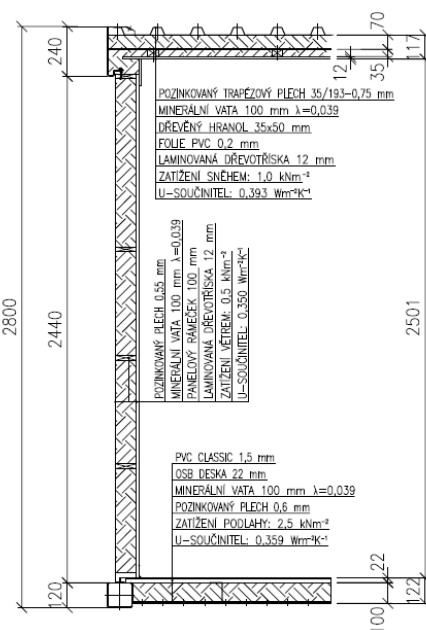 70
240
117
12
35
POZINKOVANÝ TRAPÉZOVÝ PLECH 35/193-0,75 mm
MINERÁLNÍ VATA 100 mm λ=0,039
DŘEVĚNÝ HRANOL 35x50 mm
FOLIE PVC 0,2 mm
LAMINOVANÁ DŘEVOTŘÍSKA 12 mm
ZATÍŽENÍ SNĚHEM: 1,0 kNm⁻²
U-SOUČINITEL: 0,393 Wm⁻²K⁻¹
2800
2440
2501
POZINKOVANÝ PLECH 0,55 mm
MINERÁLNÍ VATA 100 mm λ=0,039
PANELOVÝ RÁMEČEK 100 mm
LAMINOVANÁ DŘEVOTŘÍSKA 12 mm
ZATÍŽENÍ VĚTREM: 0,5 kNm⁻²
U-SOUČINITEL: 0,350 Wm⁻²K⁻¹
PVC CLASSIC 1,5 mm
OSB DESKA 22 mm
MINERÁLNÍ VATA 100 mm λ=0,039
POZINKOVANÝ PLECH 0,6 mm
ZATÍŽENÍ PODLAHY: 2,5 kNm⁻²
U-SOUČINITEL: 0,359 Wm⁻²K⁻¹
22
120
122
100